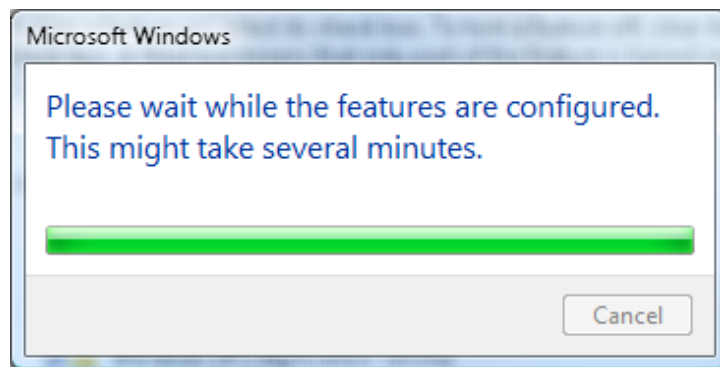 Microsoft Windows
Please wait while the features are configured.
This might take several minutes.
Cancel